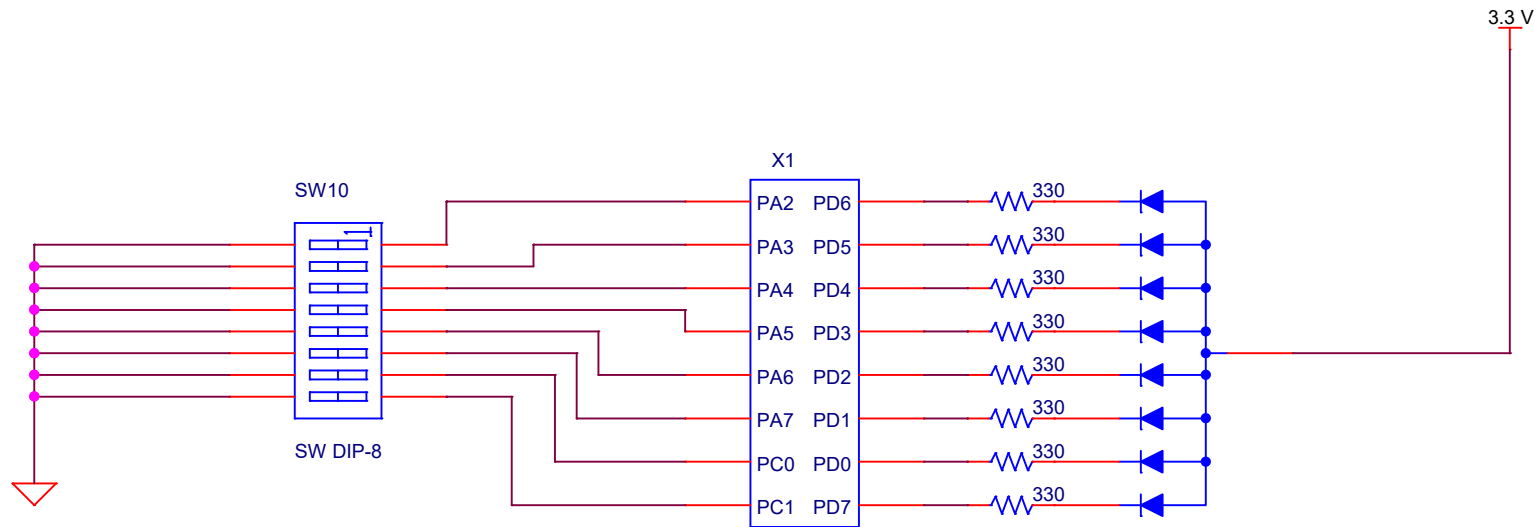 3.3 V
X1
SW10
1
PA2 PD6 330
PA3 PD5 330
PA4 PD4 330
PA5 PD3 330
PA6 PD2 330
PA7 PD1 330
PC0 PD0 330
PC1 PD7 330
SW DIP-8